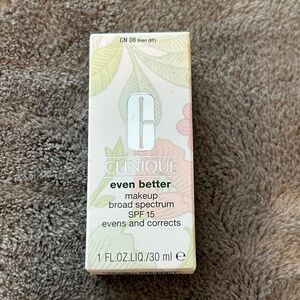 CN 08 linen (VF)
C
CLINIQUE
even better
makeup
broad spectrum
SPF 15
evens and corrects
1 FL.OZ.LIQ./30 ml e